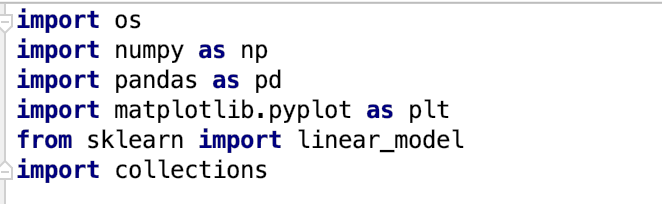 import os
import numpy as np
import pandas as pd
import matplotlib.pyplot as plt
from sklearn import linear_model
import collections